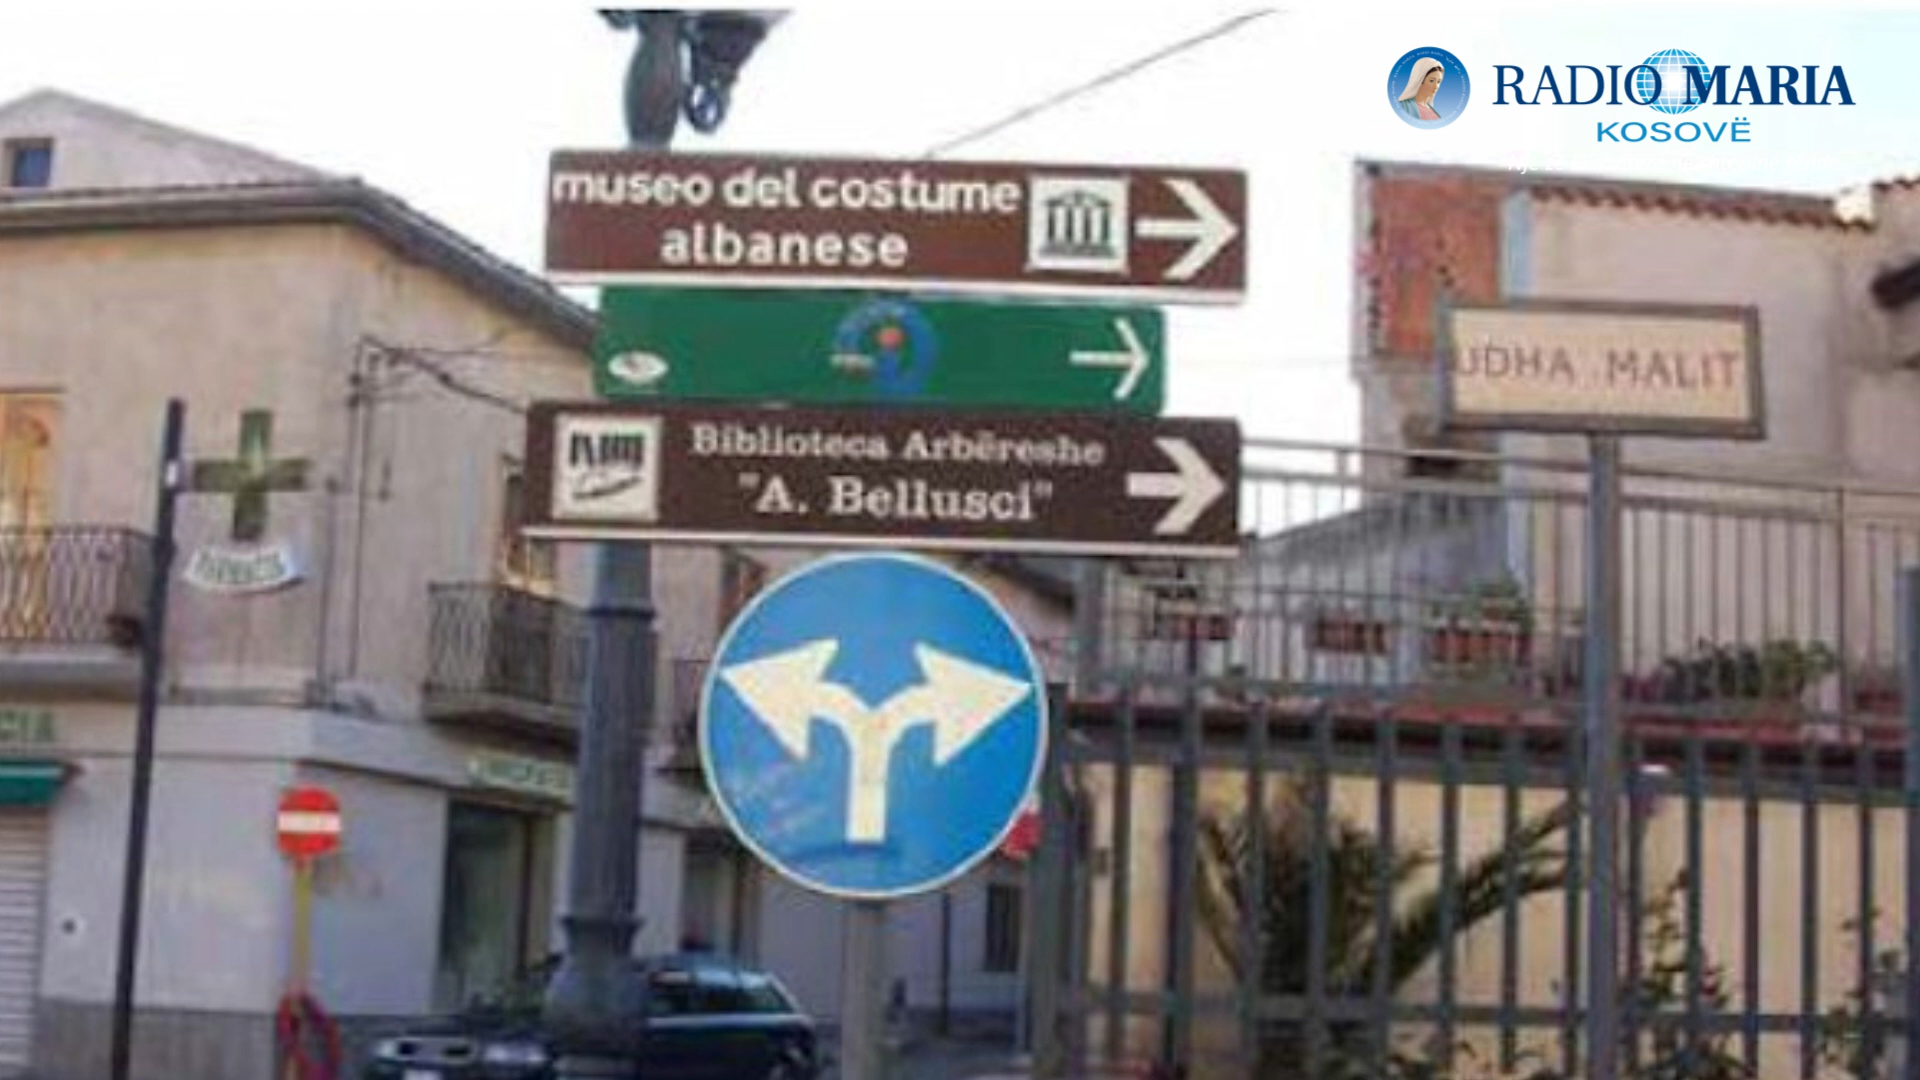 RADIO MARIA
KOSOVË
museo del costume
albanese
UDHA MALIT
Biblioteca Arbëreshe
"A. Bellusci"